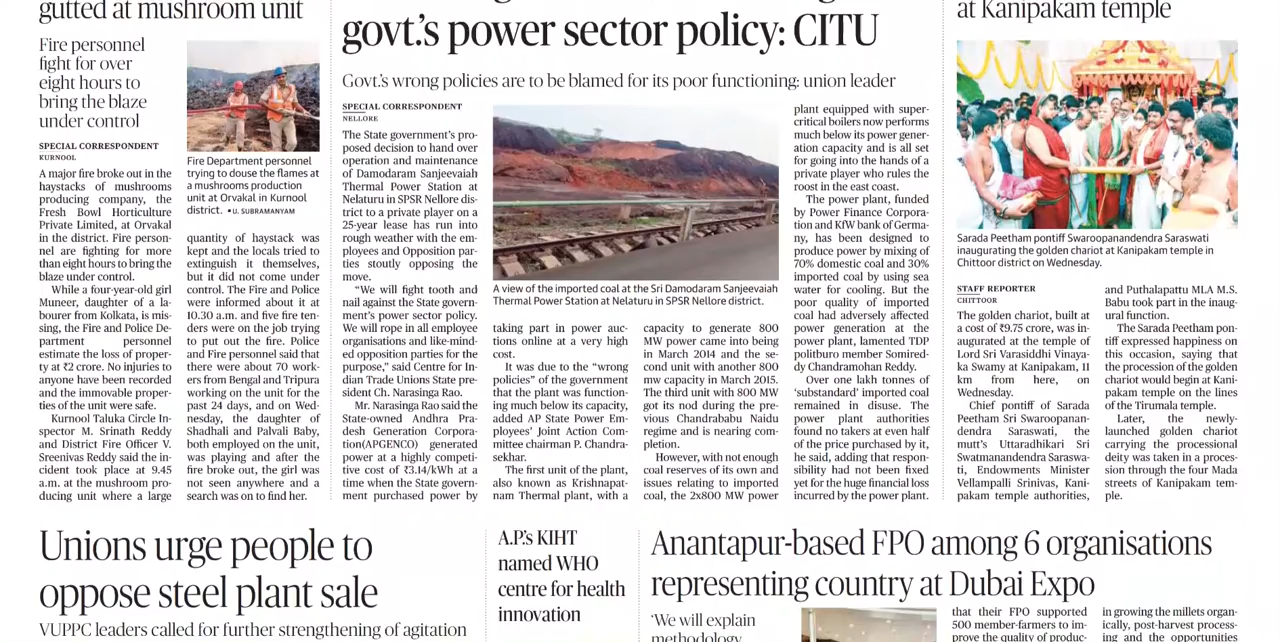 gutted at mushroom unit
Fire personnel
fight for over
eight hours to
bring the blaze
under control
SPECIAL CORRESPONDENT
KURNOOL
A major fire broke out in the
haystacks of mushrooms
producing company, the
Fresh Bowl Horticulture
Private Limited, at Orvakal
in the district. Fire person-
nel are fighting for more
than eight hours to bring the
blaze under control.
While a four-year-old girl
Muneer, daughter of a la-
bourer from Kolkata, is mis-
sing, the Fire and Police De-
partment personnel
estimate the loss of proper-
ty at ₹2 crore. No injuries to
anyone have been recorded
and the immovable proper-
ties of the unit were safe.
Kurnool Taluka Circle In-
spector M. Srinath Reddy
and District Fire Officer V.
Sreenivas Reddy said the in-
cident took place at 9.45
a.m. at the mushroom pro-
ducing unit where a large
Fire Department personnel
trying to douse the flames at
a mushrooms production
unit at Orvakal in Kurnool
district. •U. SUBRAMANYAM
quantity of haystack was
kept and the locals tried to
extinguish it themselves,
but it did not come under
control. The Fire and Police
were informed about it at
10.30 a.m. and five fire ten-
ders were on the job trying
to put out the fire. Police
and Fire personnel said that
there were about 70 work-
ers from Bengal and Tripura
working on the unit for the
past 24 days, and on Wed-
nesday, the daughter of
Shadhali and Palvali Baby,
both employed on the unit,
was playing and after the
fire broke out, the girl was
not seen anywhere and a
search was on to find her.
govt.'s power sector policy: CITU
Govt.'s wrong policies are to be blamed for its poor functioning: union leader
SPECIAL CORRESPONDENT
NELLORE
The State government's pro-
posed decision to hand over
operation and maintenance
of Damodaram Sanjeevaiah
Thermal Power Station at
Nelaturu in SPSR Nellore dis-
trict to a private player on a
25-year lease has run into
rough weather with the em-
ployees and Opposition par-
ties stoutly opposing the
move.
"We will fight tooth and
nail against the State govern-
ment's power sector policy.
We will rope in all employee
organisations and like-mind-
ed opposition parties for the
purpose," said Centre for In-
dian Trade Unions State pre-
sident Ch. Narasinga Rao.
Mr. Narasinga Rao said the
State-owned Andhra Pra-
desh Generation Corpora-
tion(APGENCO) generated
power at a highly competi-
tive cost of ₹3.14/kWh at a
time when the State govern-
ment purchased power by
A view of the imported coal at the Sri Damodaram Sanjeevaiah
Thermal Power Station at Nelaturu in SPSR Nellore district.
taking part in power auc-
tions online at a very high
cost.
It was due to the "wrong
policies" of the government
that the plant was function-
ing much below its capacity,
added AP State Power Em-
ployees' Joint Action Com-
mittee chairman P. Chandra-
sekhar.
The first unit of the plant,
also known as Krishnapat-
nam Thermal plant, with a
capacity to generate 800
MW power came into being
in March 2014 and the se-
cond unit with another 800
mw capacity in March 2015.
The third unit with 800 MW
got its nod during the pre-
vious Chandrababu Naidu
regime and is nearing com-
pletion.
However, with not enough
coal reserves of its own and
issues relating to imported
coal, the 2x800 MW power
plant equipped with super-
critical boilers now performs
much below its power gener-
ation capacity and is all set
for going into the hands of a
private player who rules the
roost in the east coast.
The power plant, funded
by Power Finance Corpora-
tion and KfW bank of Germa-
ny, has been designed to
produce power by mixing of
70% domestic coal and 30%
imported coal by using sea
water for cooling. But the
poor quality of imported
coal had adversely affected
power generation at the
power plant, lamented TDP
politburo member Somired-
dy Chandramohan Reddy.
Over one lakh tonnes of
'substandard' imported coal
remained in disuse. The
power plant authorities
found no takers at even half
of the price purchased by it,
he said, adding that respon-
sibility had not been fixed
yet for the huge financial loss
incurred by the power plant.
at Kanipakam temple
Sarada Peetham pontiff Swaroopanandendra Saraswati
inaugurating the golden chariot at Kanipakam temple in
Chittoor district on Wednesday.
STAFF REPORTER
CHITTOOR
The golden chariot, built at
a cost of ₹9.75 crore, was in-
augurated at the temple of
Lord Sri Varasiddhi Vinaya-
ka Swamy at Kanipakam, 11
km from here, on
Wednesday.
Chief pontiff of Sarada
Peetham Sri Swaroopanan-
dendra Saraswati, the
mutt's Uttaradhikari Sri
Swatmanandendra Saraswa-
ti, Endowments Minister
Vellampalli Srinivas, Kani-
pakam temple authorities,
and Puthalapattu MLA M.S.
Babu took part in the inaug-
ural function.
The Sarada Peetham pon-
tiff expressed happiness on
this occasion, saying that
the procession of the golden
chariot would begin at Kani-
pakam temple on the lines
of the Tirumala temple.
Later, the newly-
launched golden chariot
carrying the processional
deity was taken in a proces-
sion through the four Mada
streets of Kanipakam tem-
ple.
Unions urge people to
oppose steel plant sale
VUPPC leaders called for further strengthening of agitation
A.P.'s KIHT
named WHO
centre for health
innovation
Anantapur-based FPO among 6 organisations
representing country at Dubai Expo
'We will explain
methodology
that their FPO supported
500 member-farmers to im-
prove the quality of produc-
in growing the millets organ-
ically, post-harvest process-
ing and the opportunities